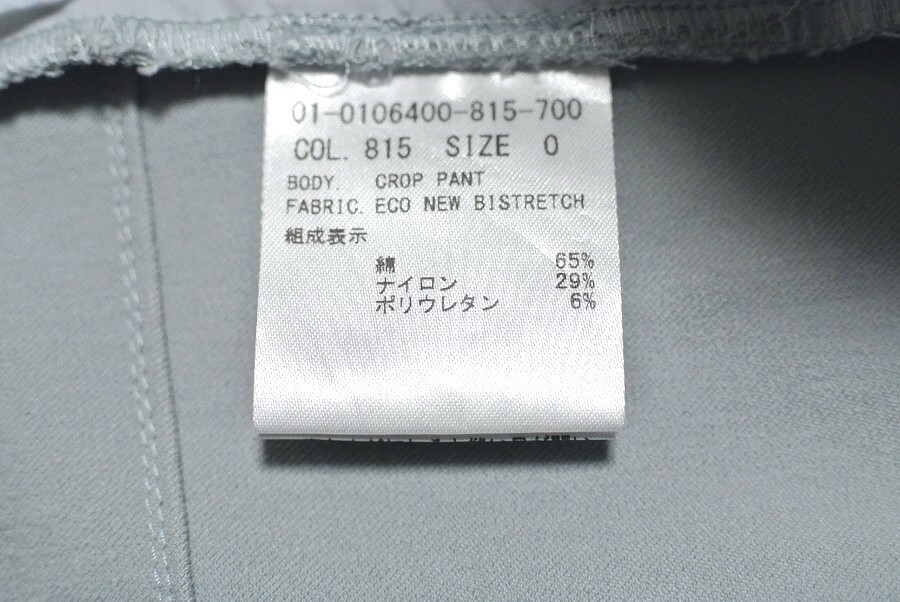 01-0106400-815-700
COL. 815 SIZE 0
BODY. CROP PANT
FABRIC. ECO NEW BISTRETCH
組成表示
綿 65%
ナイロン 29%
ポリウレタン 6%